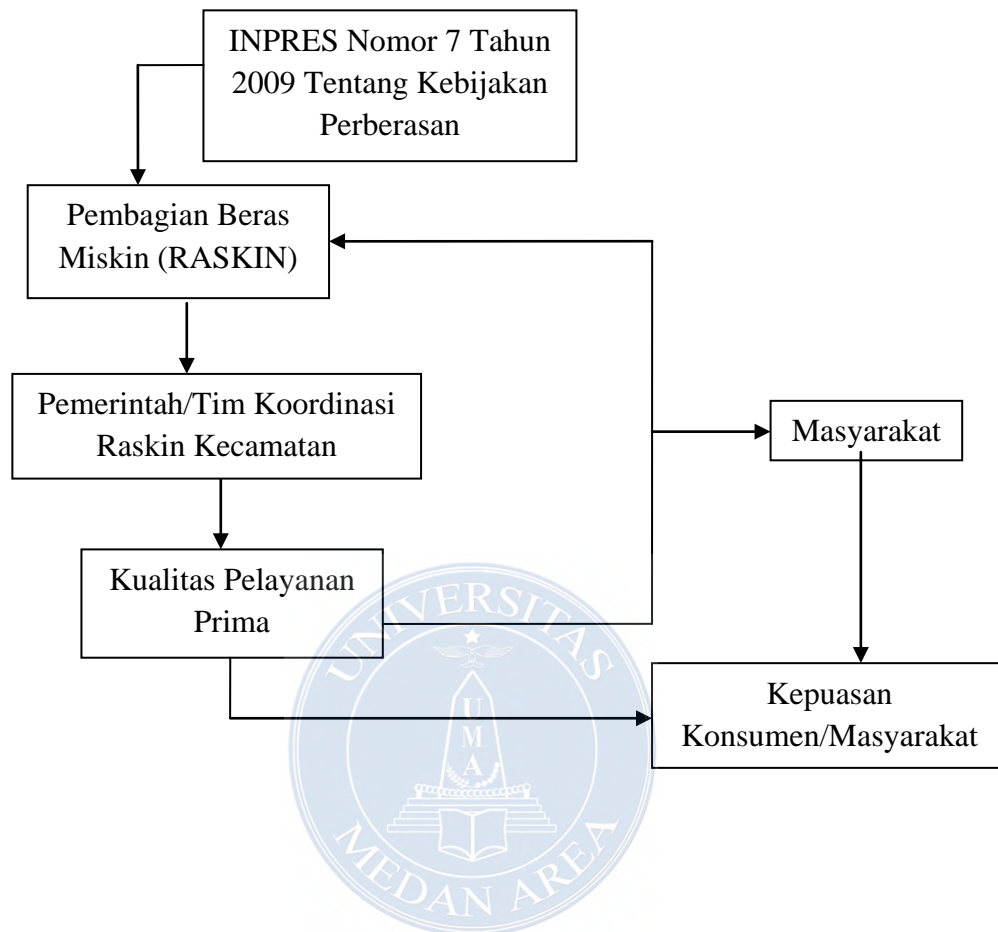 INPRES Nomor 7 Tahun
2009 Tentang Kebijakan
Perberasan
Pembagian Beras
Miskin (RASKIN)
Pemerintah/Tim Koordinasi
Raskin Kecamatan
Masyarakat
Kualitas Pelayanan
Prima
Kepuasan
Konsumen/Masyarakat
UNIVERSITAS
UMA
MEDAN AREA